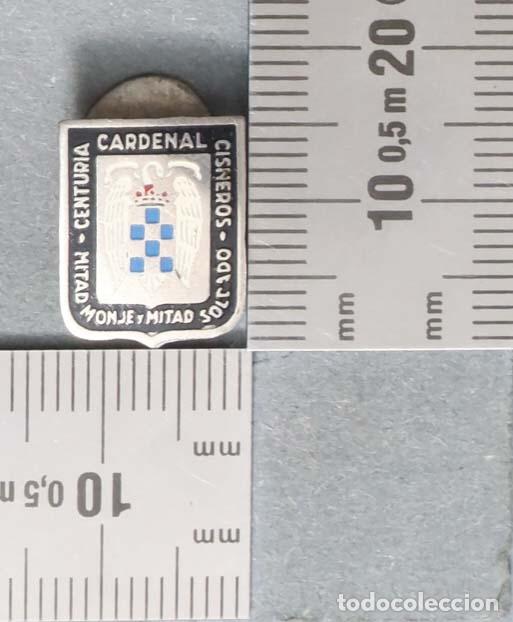 CENTURIA CARDENAL CISNEROS
MITAD MONJE Y MITAD SOLDADO
10 0,5 m 20
mm
mm
10 0,5 m
mm
mm
todocoleccion